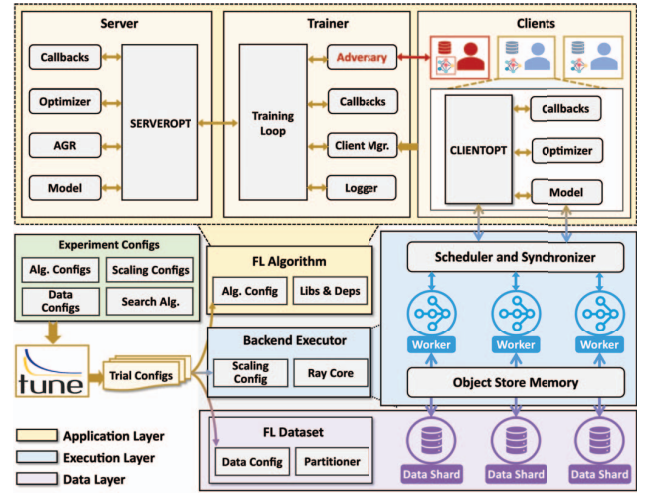 Server
Callbacks
Optimizer
AGR
Model
SERVEROPT
Trainer
Training
Loop
Adversary
Callbacks
Client Mgr.
Logger
Clients
CLIENTOPT
Callbacks
Optimizer
Model
Experiment Configs
Alg. Configs
Scaling Configs
Data
Configs
Search Alg.
tune
Trial Configs
FL Algorithm
Alg. Config
Libs & Deps
Backend Executor
Scaling
Config
Ray Core
FL Dataset
Data Config
Partitioner
Scheduler and Synchronizer
Worker
Worker
Worker
Object Store Memory
Data Shard
Data Shard
Data Shard
Application Layer
Execution Layer
Data Layer